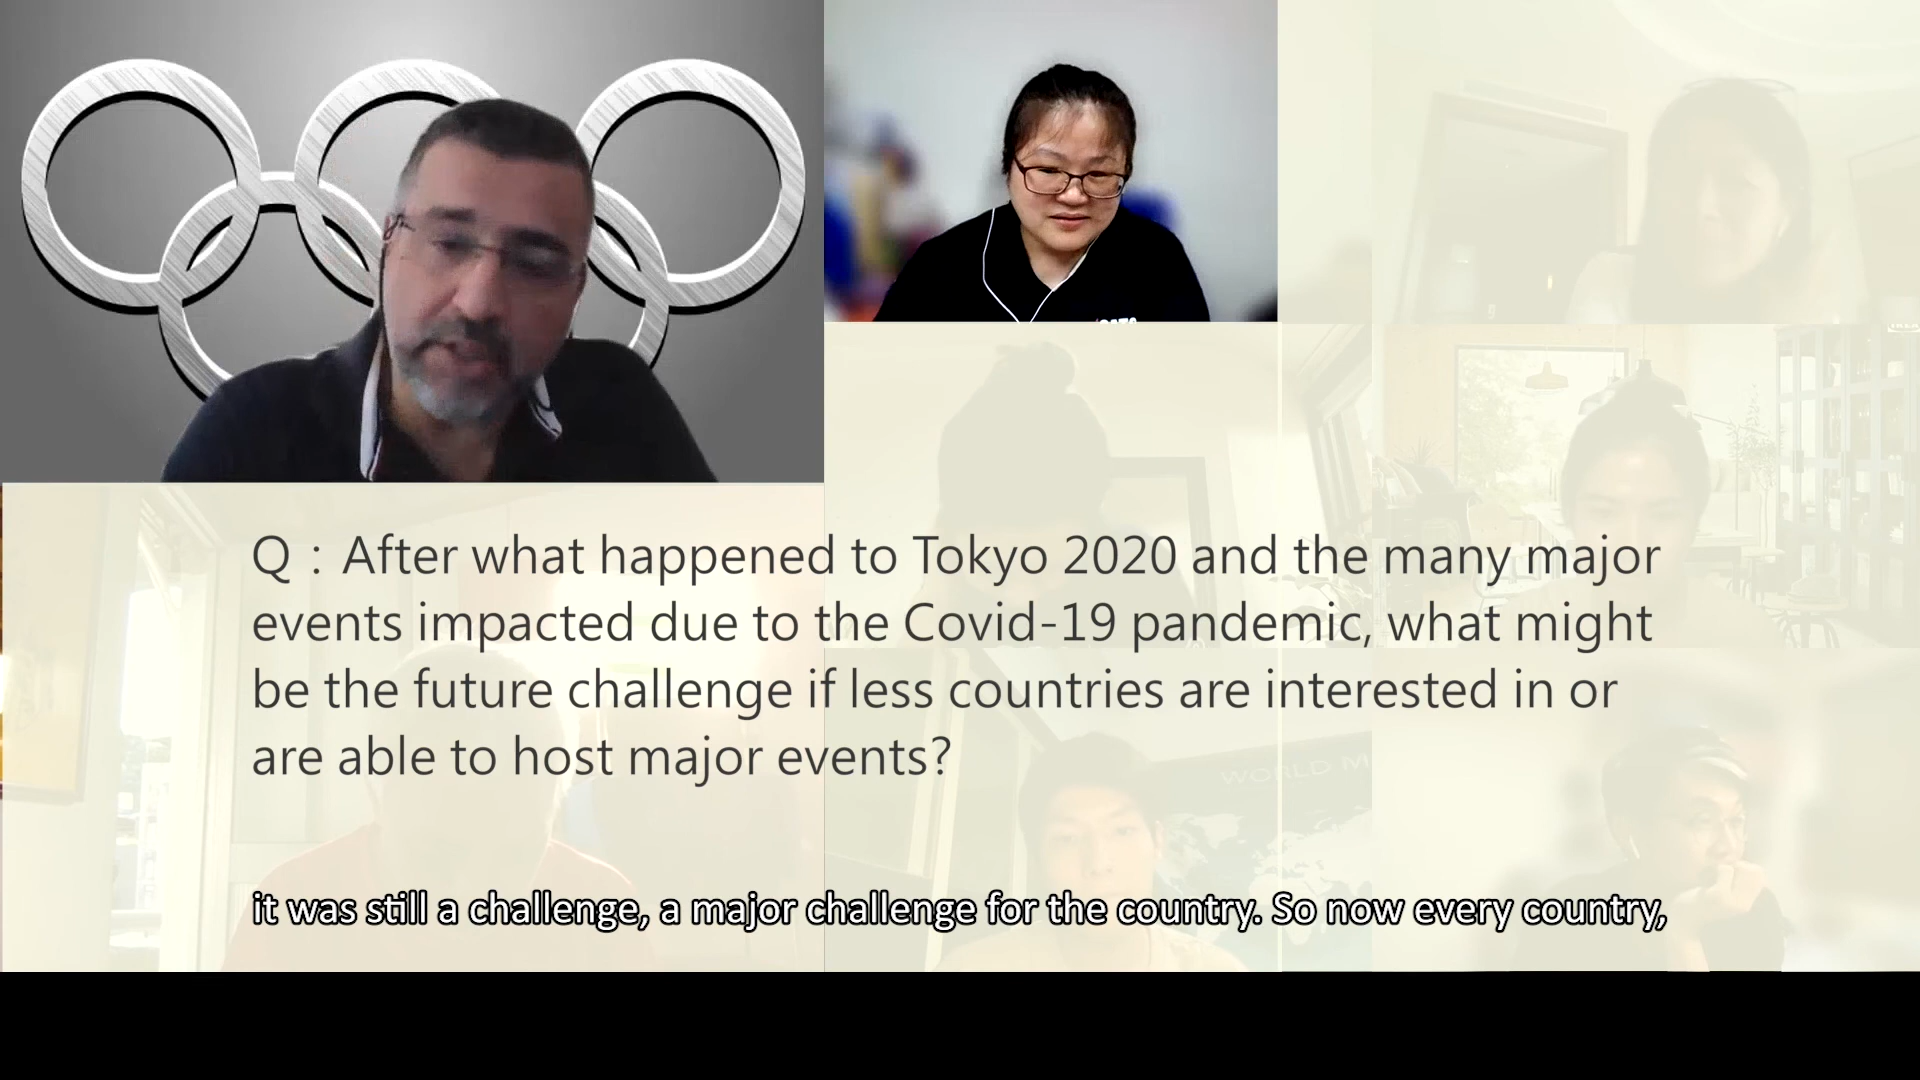 Q : After what happened to Tokyo 2020 and the many major
events impacted due to the Covid-19 pandemic, what might
be the future challenge if less countries are interested in or
are able to host major events?
WORLD M
it was still a challenge, a major challenge for the country. So now every country,